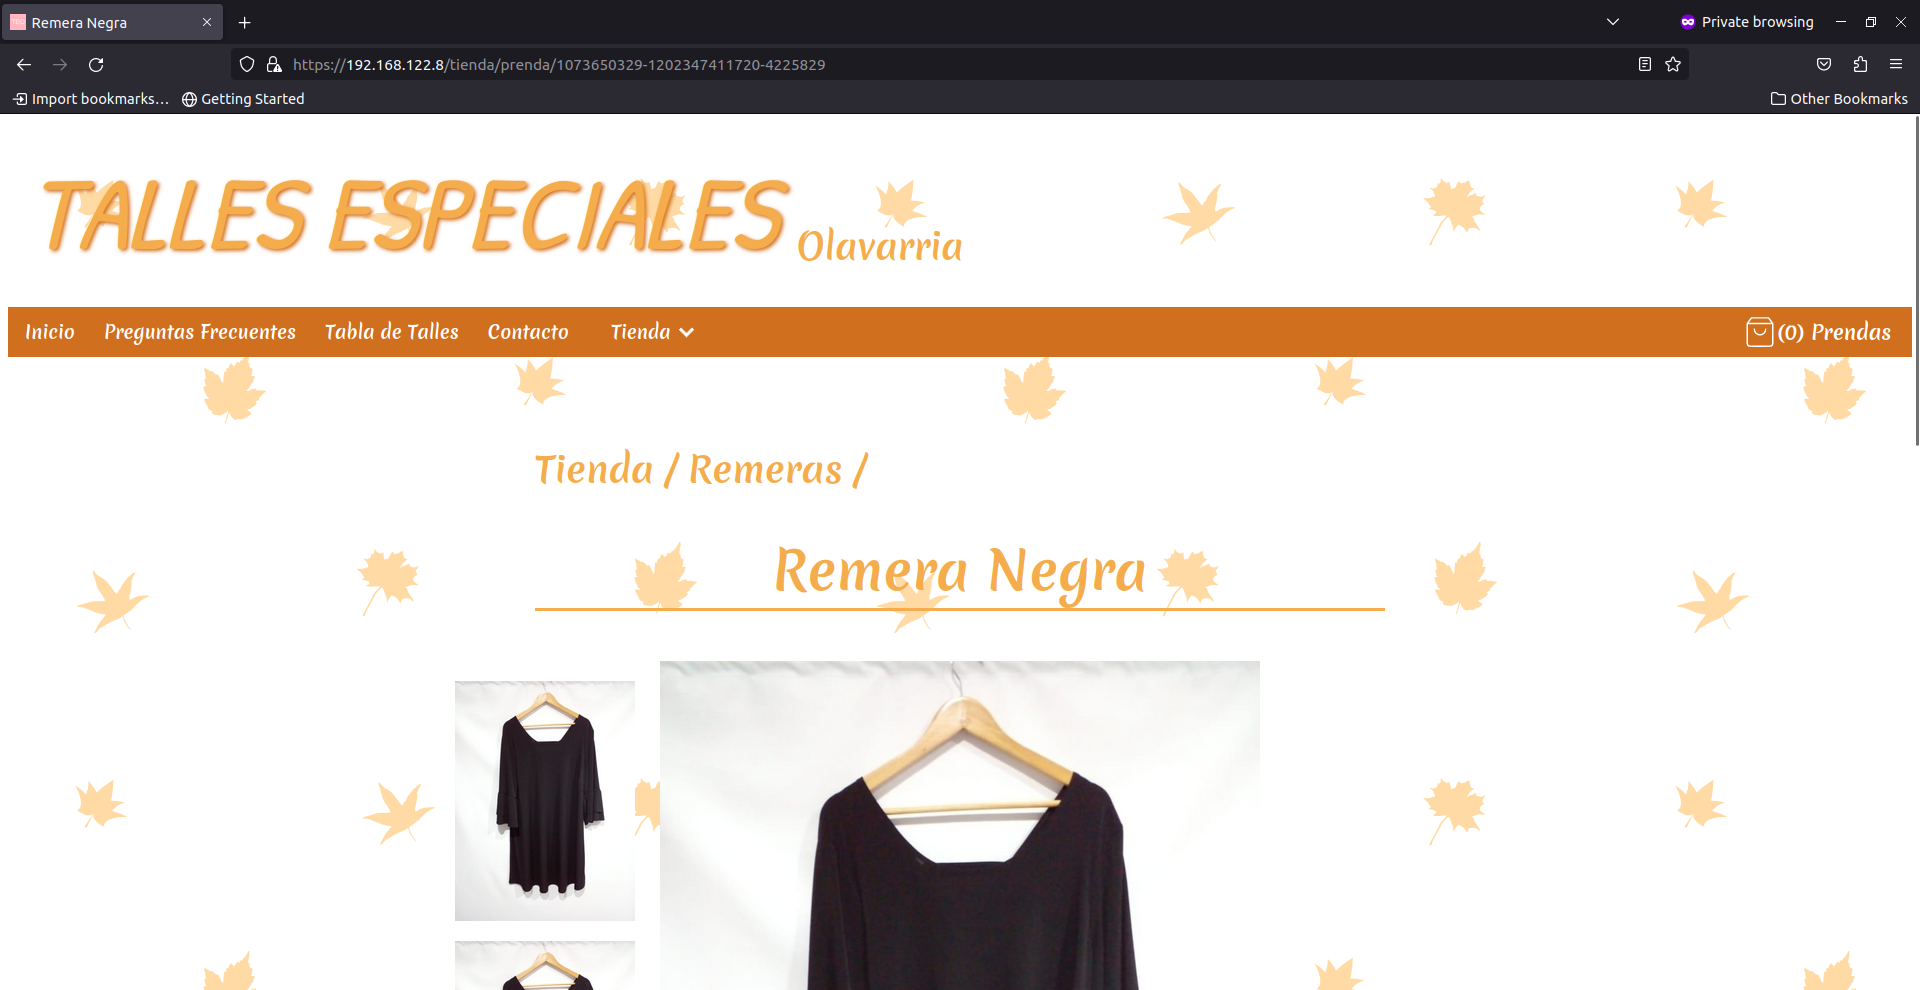 Remera Negra
Private browsing
https://192.168.122.8/tienda/prenda/1073650329-1202347411720-4225829
Import bookmarks...
Getting Started
Other Bookmarks
TALLES ESPECIALES Olavarria
Inicio
Preguntas Frecuentes
Tabla de Talles
Contacto
Tienda
(0) Prendas
Tienda / Remeras /
Remera Negra